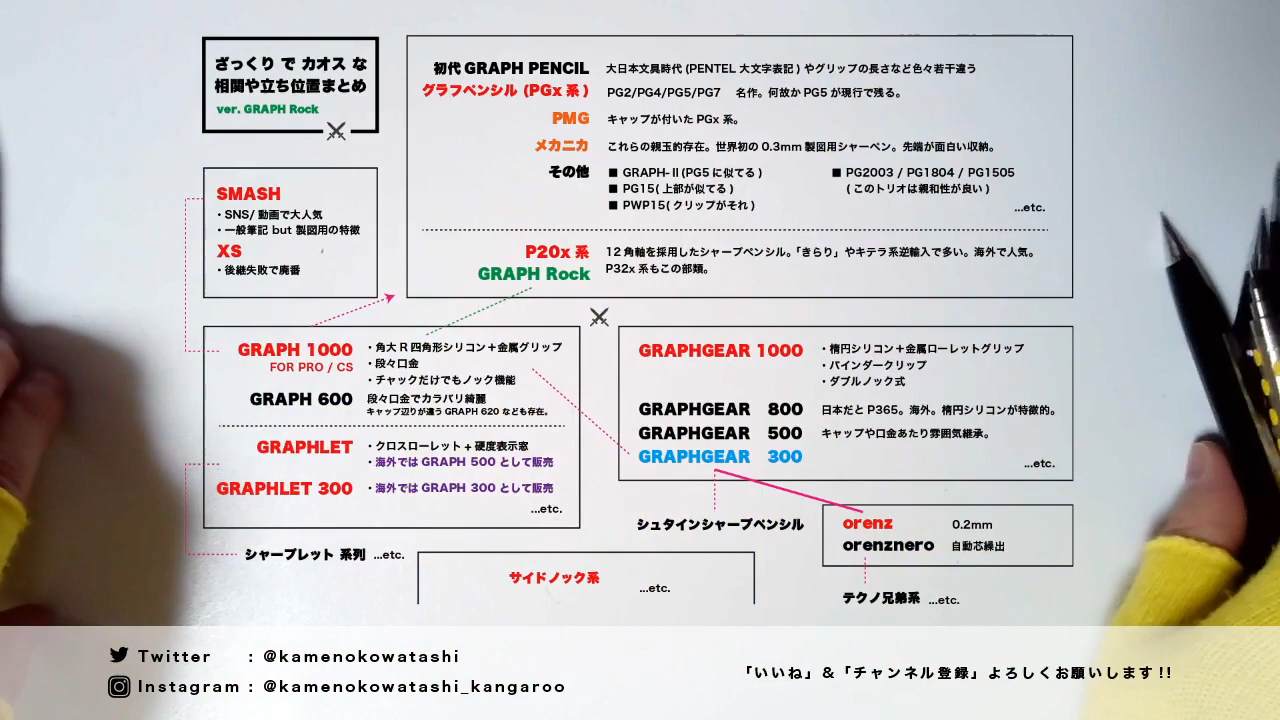 ざっくり で カオス な
相関や立ち位置まとめ
ver. GRAPH Rock
初代 GRAPH PENCIL 大日本文具時代 (PENTEL 大文字表記 ) やグリップの長さなど色々若干違う
グラフペンシル (PGx 系 ) PG2/PG4/PG5/PG7 名作。何故か PG5 が現行で残る。
PMG キャップが付いた PGx 系。
メカニカ これらの親玉的存在。世界初の 0.3mm 製図用シャーペン。先端が面白い収納。
その他 ■ GRAPH-Ⅱ(PG5 に似てる ) ■ PG2003 / PG1804 / PG1505
■ PG15( 上部が似てる ) ( このトリオは親和性が良い )
■ PWP15( クリップがそれ )
...etc.
P20x 系 12 角軸を採用したシャープペンシル。「きらり」やキテラ系逆輸入で多い。海外で人気。
GRAPH Rock P32x 系もこの部類。
SMASH
・SNS/ 動画で大人気
・一般筆記 but 製図用の特徴
XS
・後継失敗で廃番
GRAPH 1000 ・角大 R 四角形シリコン＋金属グリップ
FOR PRO / CS ・段々口金
・チャックだけでもノック機能
GRAPH 600 段々口金でカラバリ綺麗
キャップ辺りが違う GRAPH 620 なども存在。
GRAPHLET ・クロスローレット + 硬度表示窓
・海外では GRAPH 500 として販売
GRAPHLET 300 ・海外では GRAPH 300 として販売
...etc.
シャープレット 系列 ...etc.
GRAPHGEAR 1000 ・楕円シリコン＋金属ローレットグリップ
・バインダークリップ
・ダブルノック式
GRAPHGEAR 800 日本だと P365。海外。楕円シリコンが特徴的。
GRAPHGEAR 500 キャップや口金あたり雰囲気継承。
GRAPHGEAR 300
...etc.
シュタインシャープペンシル
orenz 0.2mm
orenznero 自動芯繰出
テクノ兄弟系 ...etc.
サイドノック系
...etc.
Twitter : @kamenokowatashi
Instagram : @kamenokowatashi_kangaroo
「いいね」&「チャンネル登録」よろしくお願いします !!